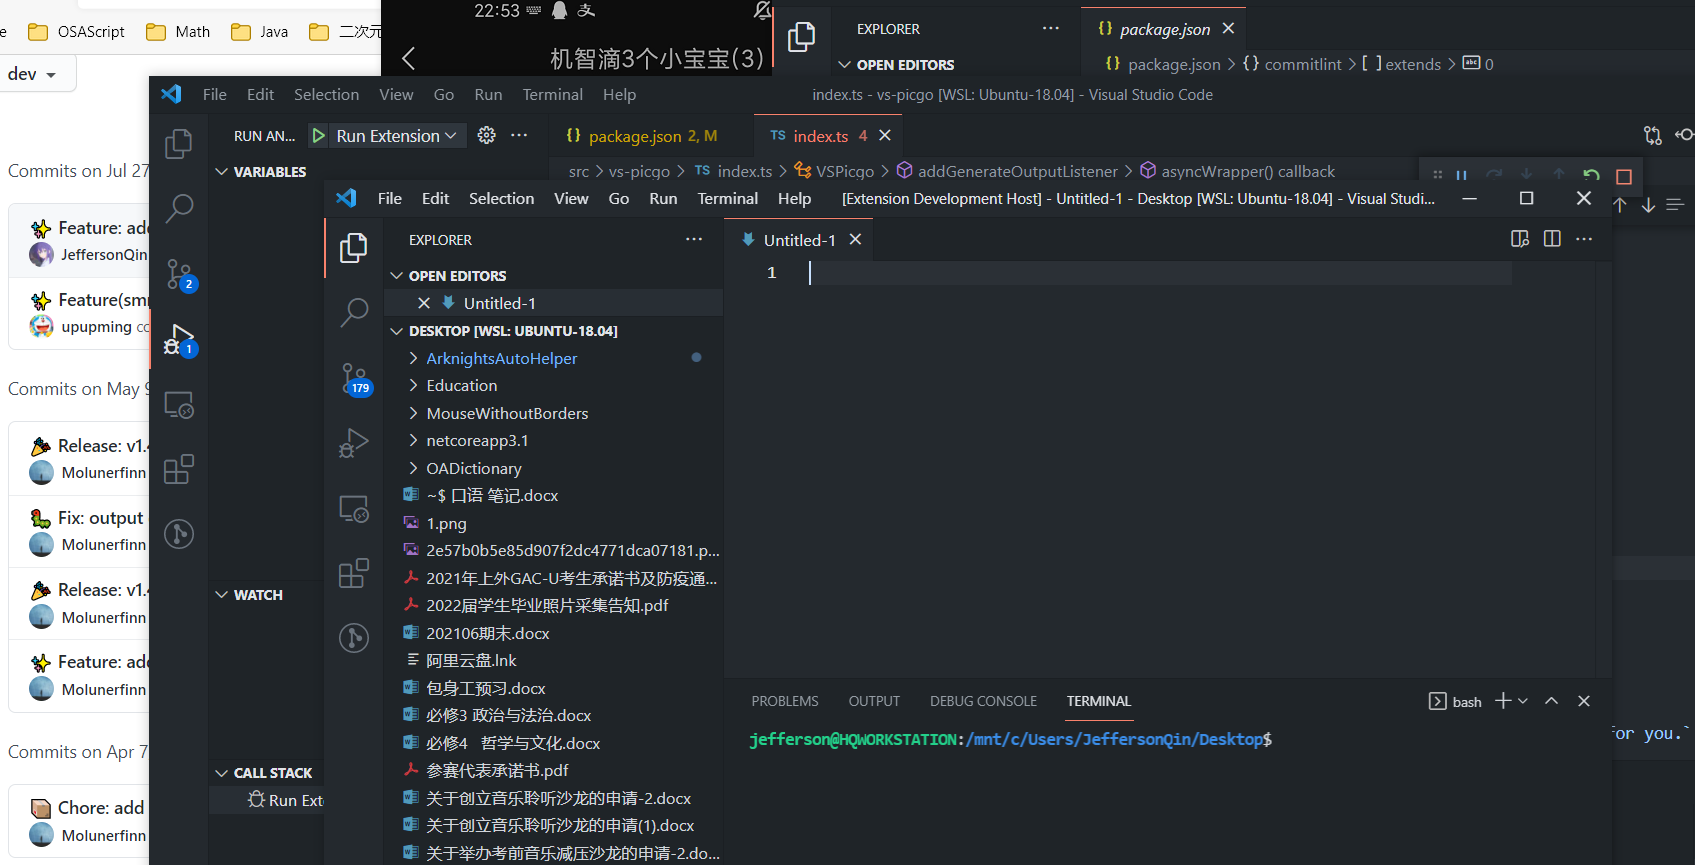 e OSAScript Math Java 二次元
dev
Commits on Jul 27
Feature: add
JeffersonQin
Feature(sm
upupming co
Commits on May 9
Release: v1.4
Molunerfinn
Fix: output
Molunerfinn
Release: v1.4
Molunerfinn
Feature: add
Molunerfinn
Commits on Apr 7
Chore: add
Molunerfinn
22:53 支
机智滴3个小宝宝(3)
EXPLORER ···
OPEN EDITORS
{} package.json
{} package.json > {} commitlint > [ ] extends > abc 0
File Edit Selection View Go Run Terminal Help
index.ts - vs-picgo [WSL: Ubuntu-18.04] - Visual Studio Code
RUN AN... Run Extension ···
{} package.json 2, M
TS index.ts 4
VARIABLES
src > vs-picgo > TS index.ts > VSPicgo > addGenerateOutputListener > asyncWrapper() callback
2
1
WATCH
CALL STACK
Run Exte
for you.`
File Edit Selection View Go Run Terminal Help
[Extension Development Host] - Untitled-1 - Desktop [WSL: Ubuntu-18.04] - Visual Studi...
EXPLORER ···
Untitled-1
···
OPEN EDITORS
Untitled-1
1
DESKTOP [WSL: UBUNTU-18.04]
179
ArknightsAutoHelper
Education
MouseWithoutBorders
netcoreapp3.1
OADictionary
~$ 口语 笔记.docx
1.png
2e57b0b5e85d907f2dc4771dca07181.p...
2021年上外GAC-U考生承诺书及防疫通...
2022届学生毕业照片采集告知.pdf
202106期末.docx
阿里云盘.lnk
包身工预习.docx
必修3 政治与法治.docx
必修4 哲学与文化.docx
参赛代表承诺书.pdf
关于创立音乐聆听沙龙的申请-2.docx
关于创立音乐聆听沙龙的申请(1).docx
关于举办考前音乐减压沙龙的申请-2.do...
PROBLEMS OUTPUT DEBUG CONSOLE TERMINAL
bash
jefferson@HQWORKSTATION:/mnt/c/Users/JeffersonQin/Desktop$